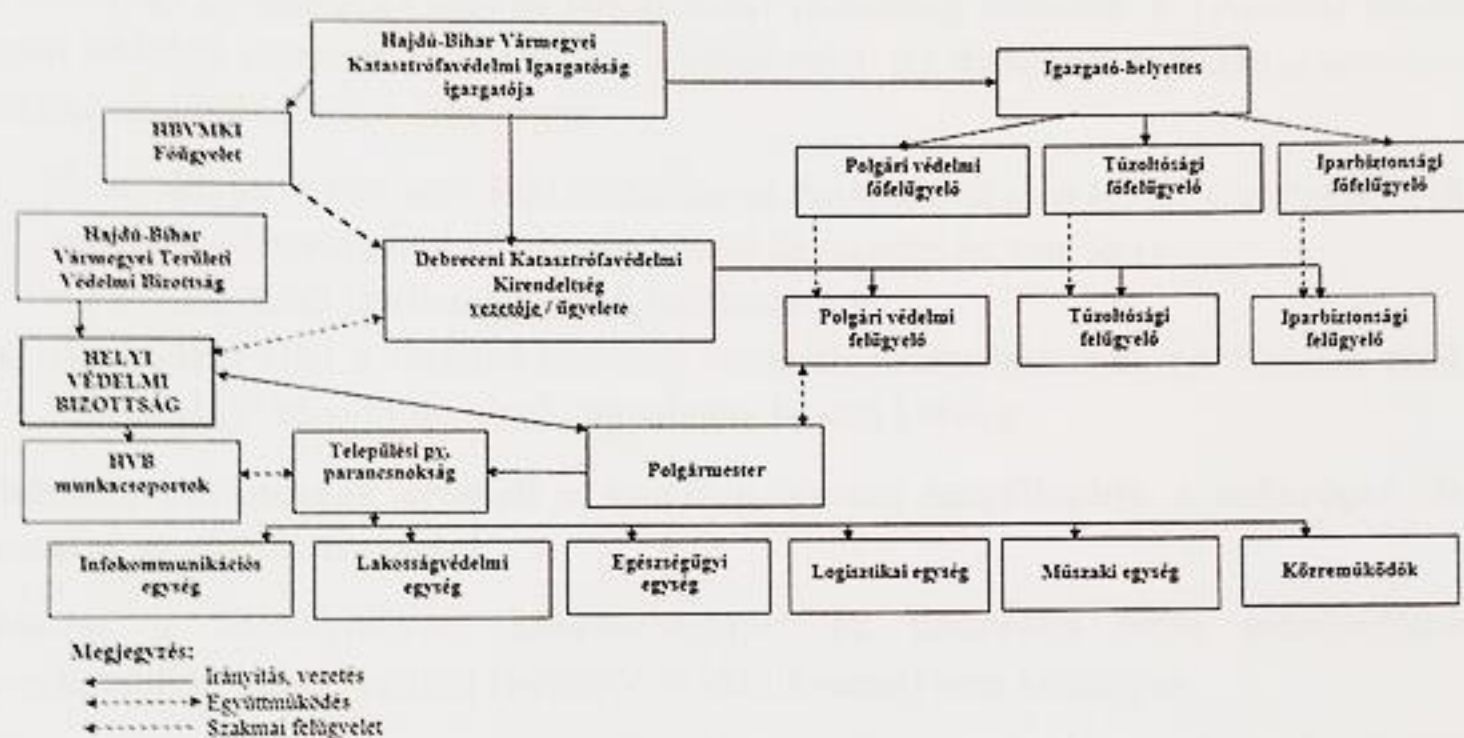 Hajdú-Bihar Vármegyei
Katasztrófavédelmi Igazgatóság
igazgatója
Igazgató-helyettes
HBVMKI
Főügyelet
Polgári védelmi
főfelügyelő
Tűzoltósági
főfelügyelő
Iparbiztonsági
főfelügyelő
Hajdú-Bihar
Vármegyei Területi
Védelmi Bizottság
Debreceni Katasztrófavédelmi
Kirendeltség
vezetője / ügyelete
Polgári védelmi
felügyelő
Tűzoltósági
felügyelő
Iparbiztonsági
felügyelő
HELYI
VÉDELMI
BIZOTTSÁG
HVB
munkacsoportok
Települési pv.
parancsnokság
Polgármester
Infokommunikációs
egység
Lakosságvédelmi
egység
Egészségügyi
egység
Logisztikai egység
Műszaki egység
Közreműködők
Megjegyzés:
Irányítás, vezetés
Együttműködés
Szakmai felügyelet